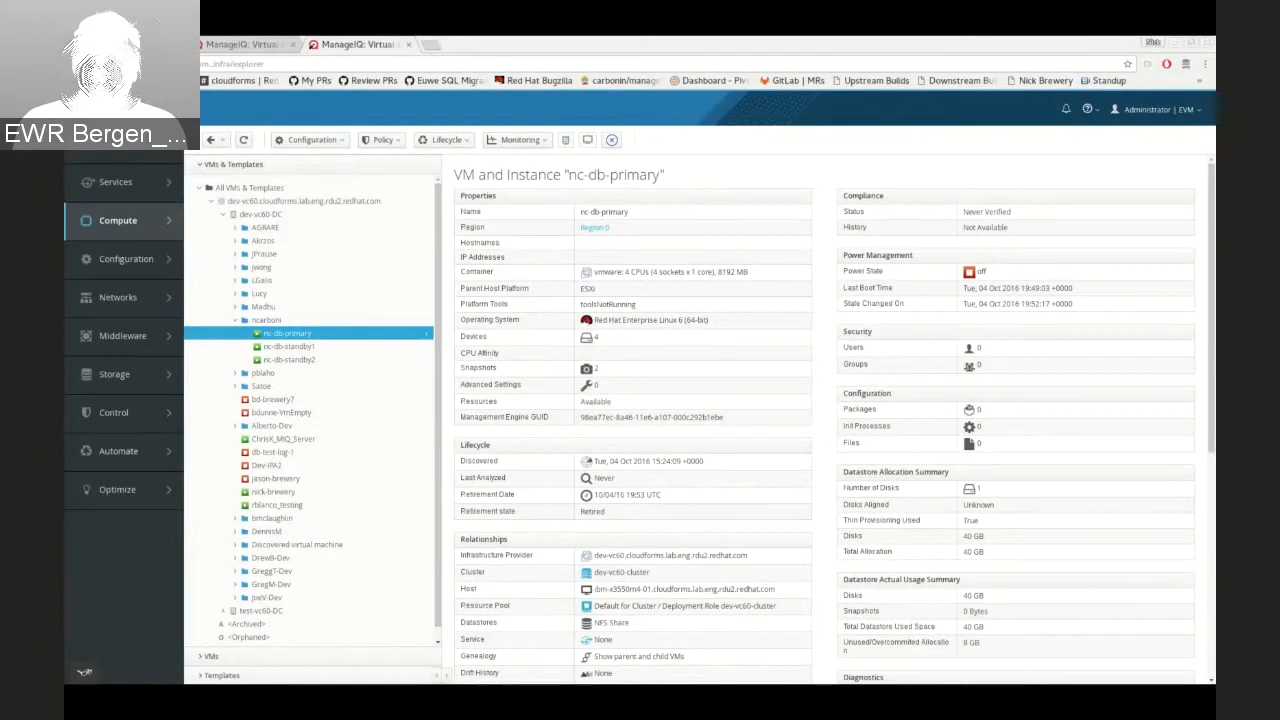 EWR Bergen_...
ManageIQ: Virtual
ManageIQ: Virtual
m_infra/explorer
cloudforms | Red
My PRs
Review PRs
Euwe SQL Migra
Red Hat Bugzilla
carbonin/manage
Dashboard - Piv
GitLab | MRs
Upstream Builds
Downstream Bui
Nick Brewery
Standup
Administrator | EVM
Configuration
Policy
Lifecycle
Monitoring
Services
Compute
Configuration
Networks
Middleware
Storage
Control
Automate
Optimize
VMs & Templates
All VMs & Templates
dev-vc60.cloudforms.lab.eng.rdu2.redhat.com
dev-vc60-DC
AGRARE
Akrzos
JPrause
jwong
LGalis
Lucy
Madhu
ncarboni
nc-db-primary
nc-db-standby1
nc-db-standby2
pblaho
Satoe
bd-brewery7
bdunne-VmEmpty
Alberto-Dev
ChrisK_MIQ_Server
db-test-log-1
Dev-IPA2
jason-brewery
nick-brewery
rblanco_testing
bmclaughlin
DennisM
Discovered virtual machine
DrewB-Dev
GreggT-Dev
GregM-Dev
JoeV-Dev
test-vc60-DC
<Archived>
<Orphaned>
VMs
Templates
VM and Instance "nc-db-primary"
Properties
Name nc-db-primary
Region Region 0
Hostnames
IP Addresses
Container vmware: 4 CPUs (4 sockets x 1 core), 8192 MB
Parent Host Platform ESXi
Platform Tools toolsNotRunning
Operating System Red Hat Enterprise Linux 6 (64-bit)
Devices 4
CPU Affinity
Snapshots 2
Advanced Settings 0
Resources Available
Management Engine GUID 98ea77ec-8a46-11e6-a107-000c292b1ebe
Lifecycle
Discovered Tue, 04 Oct 2016 15:24:09 +0000
Last Analyzed Never
Retirement Date 10/04/16 19:53 UTC
Retirement state Retired
Relationships
Infrastructure Provider dev-vc60.cloudforms.lab.eng.rdu2.redhat.com
Cluster dev-vc60-cluster
Host ibm-x3550m4-01.cloudforms.lab.eng.rdu2.redhat.com
Resource Pool Default for Cluster / Deployment Role dev-vc60-cluster
Datastores NFS Share
Service None
Genealogy Show parent and child VMs
Drift History None
Compliance
Status Never Verified
History Not Available
Power Management
Power State off
Last Boot Time Tue, 04 Oct 2016 19:49:03 +0000
State Changed On Tue, 04 Oct 2016 19:52:17 +0000
Security
Users 0
Groups 0
Configuration
Packages 0
Init Processes 0
Files 0
Datastore Allocation Summary
Number of Disks 1
Disks Aligned Unknown
Thin Provisioning Used True
Disks 40 GB
Total Allocation 40 GB
Datastore Actual Usage Summary
Disks 40 GB
Snapshots 0 Bytes
Total Datastore Used Space 40 GB
Unused/Overcommited Allocatio
n 8 GB
Diagnostics